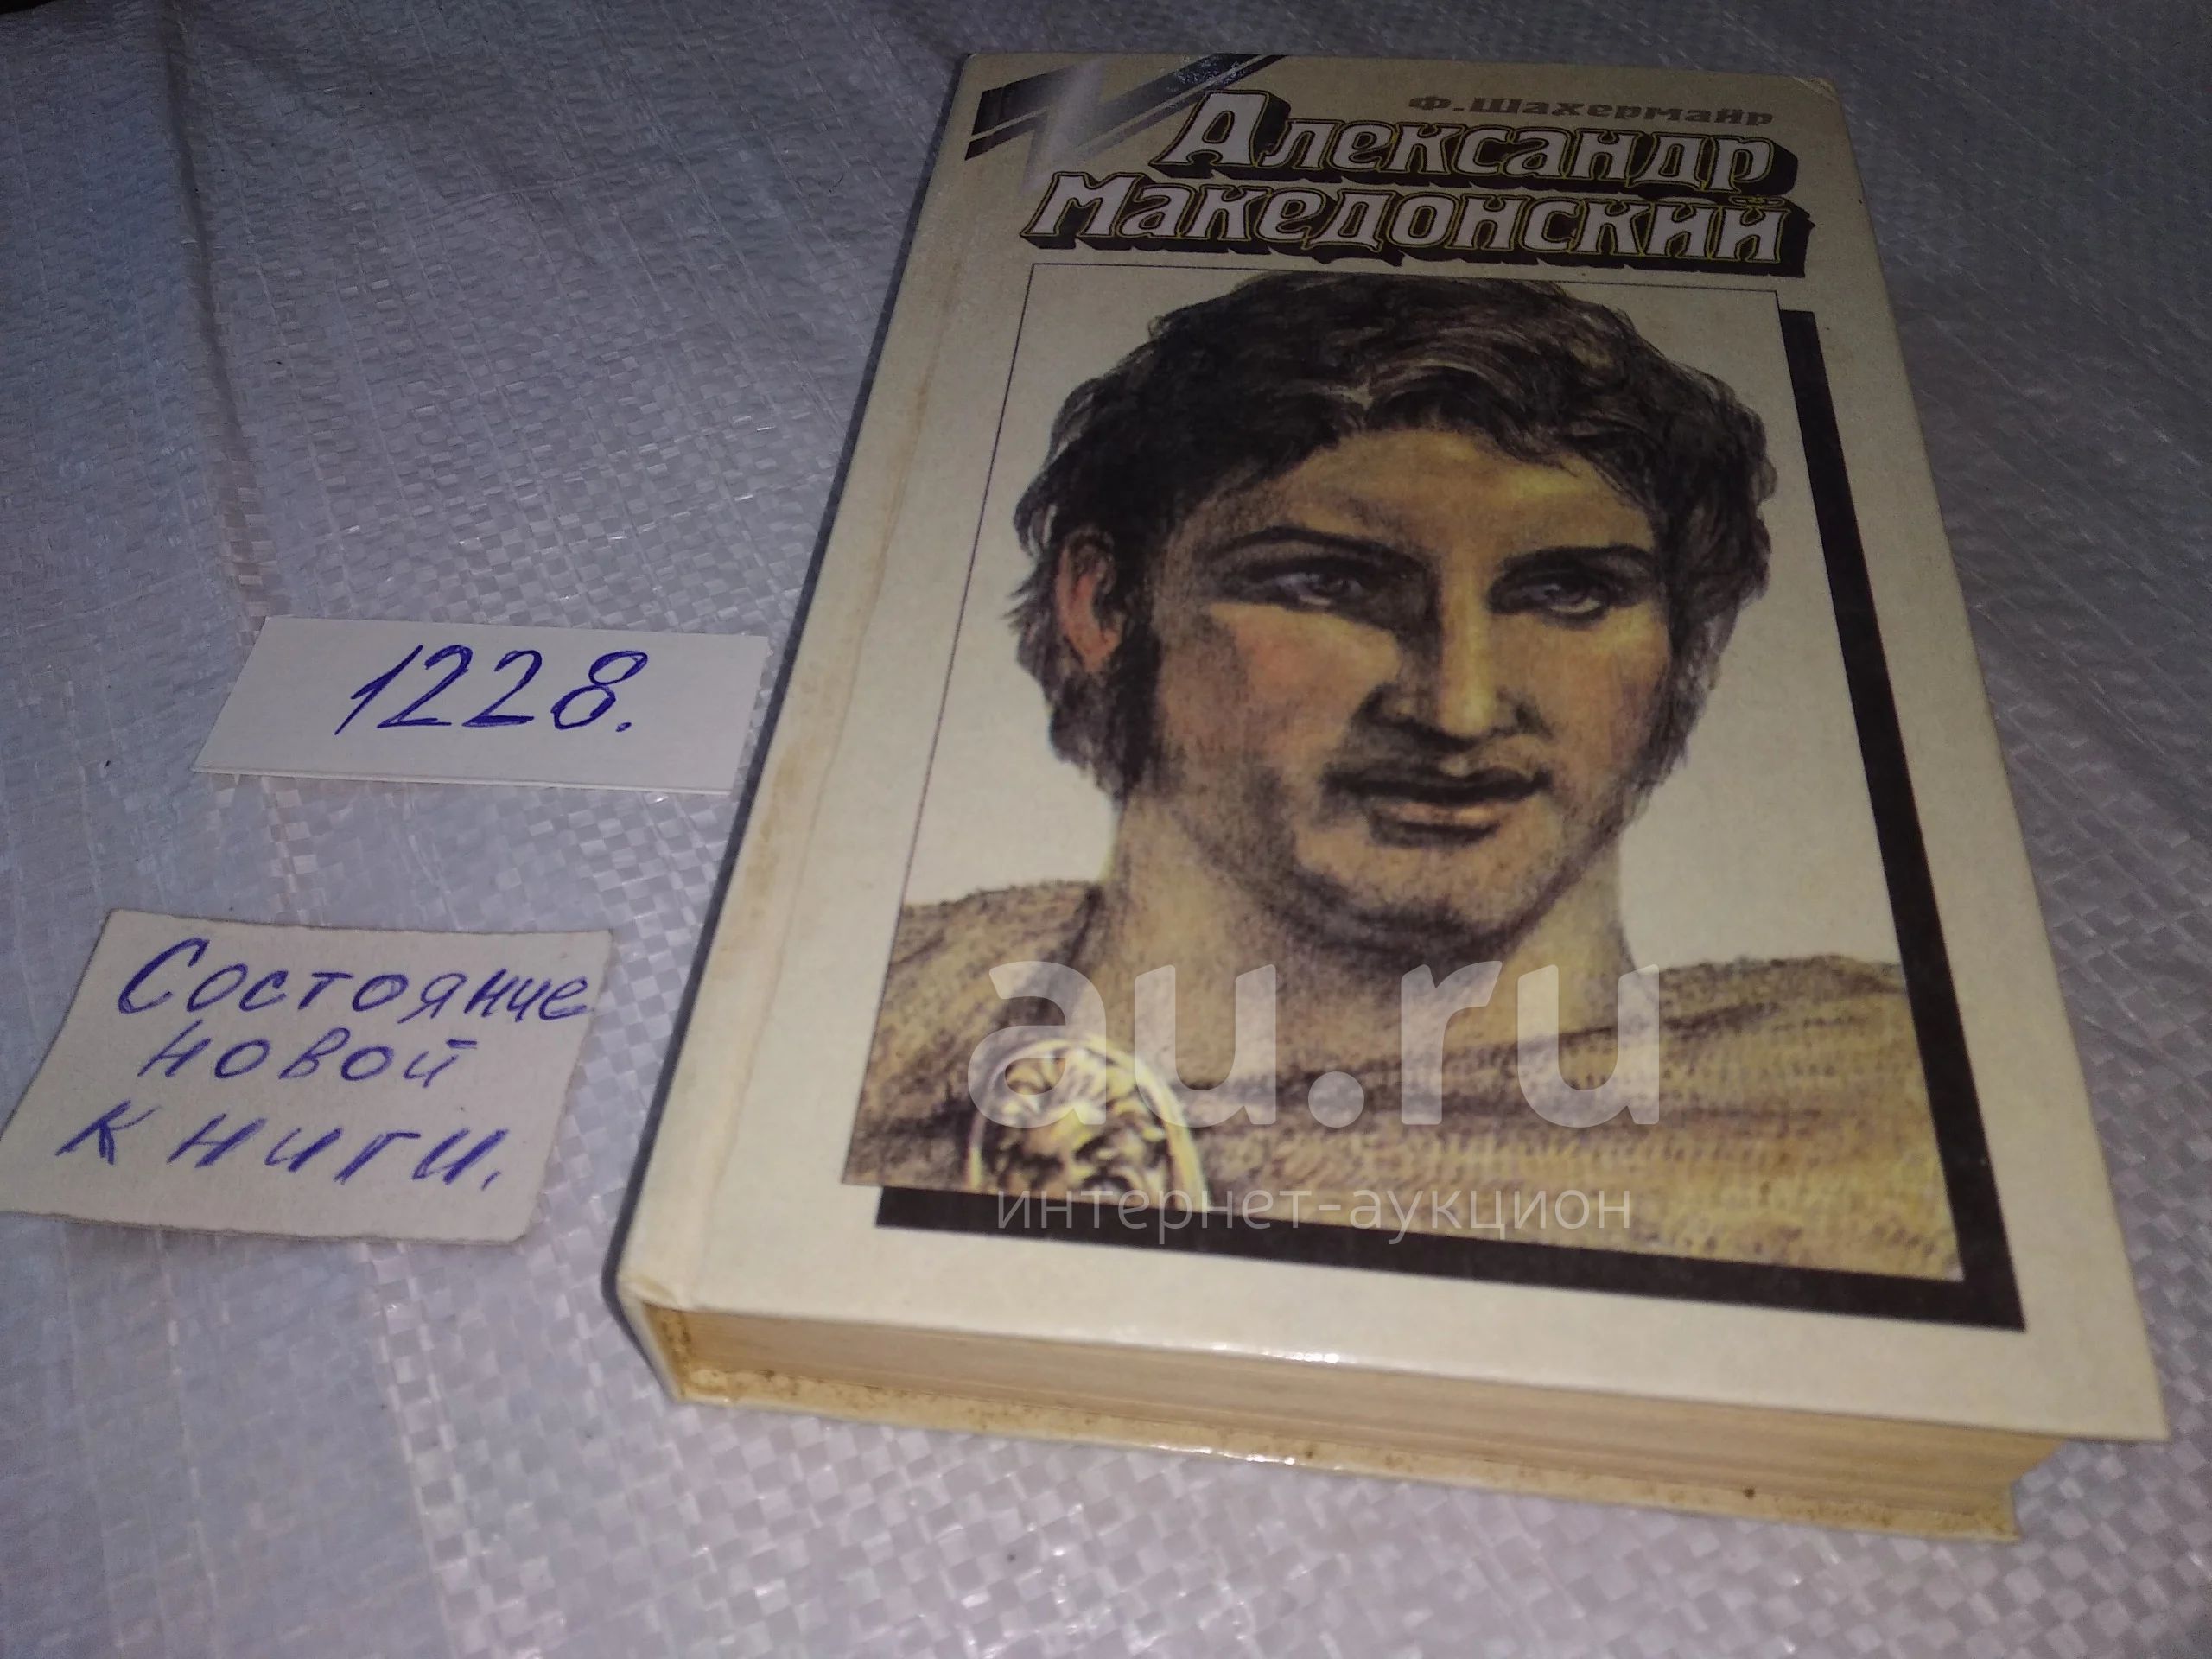 Ф. Шахермайр
Александр
Македонский
1228.
Состояние
новой
книги.
au.ru
интернет-аукцион